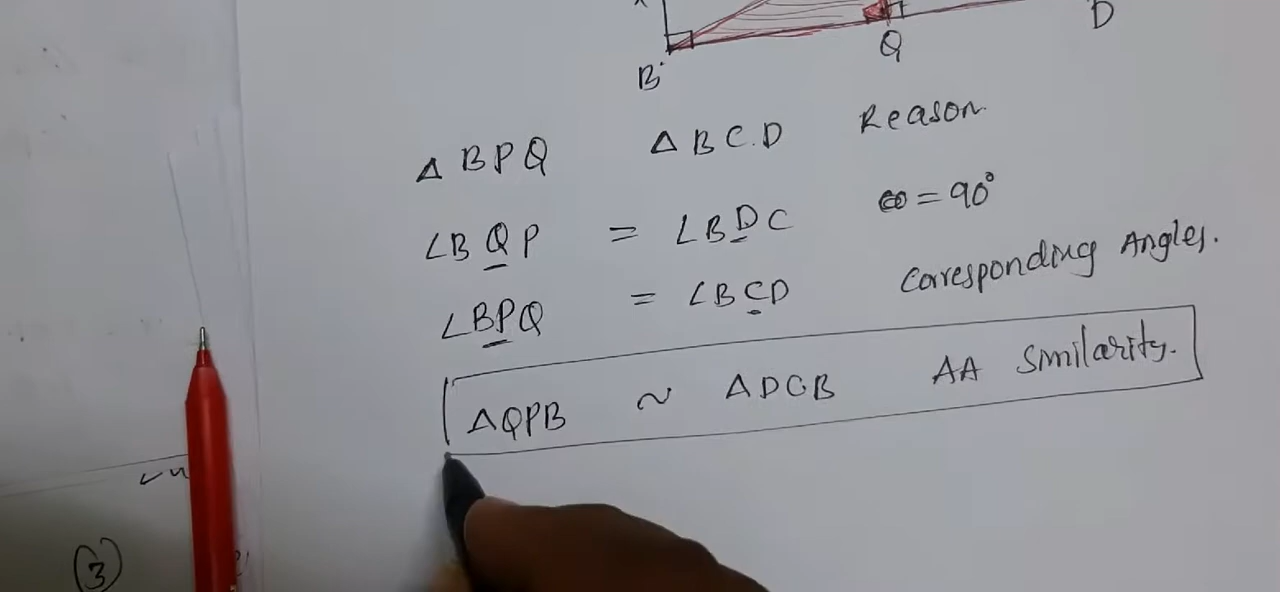 D
Q
B
Δ BPQ Δ BCD Reason
∠BQP = ∠BDC = 90°
∠BPQ = ∠BCD Corresponding Angles.
ΔQPB ~ ΔDCB AA Similarity.
3